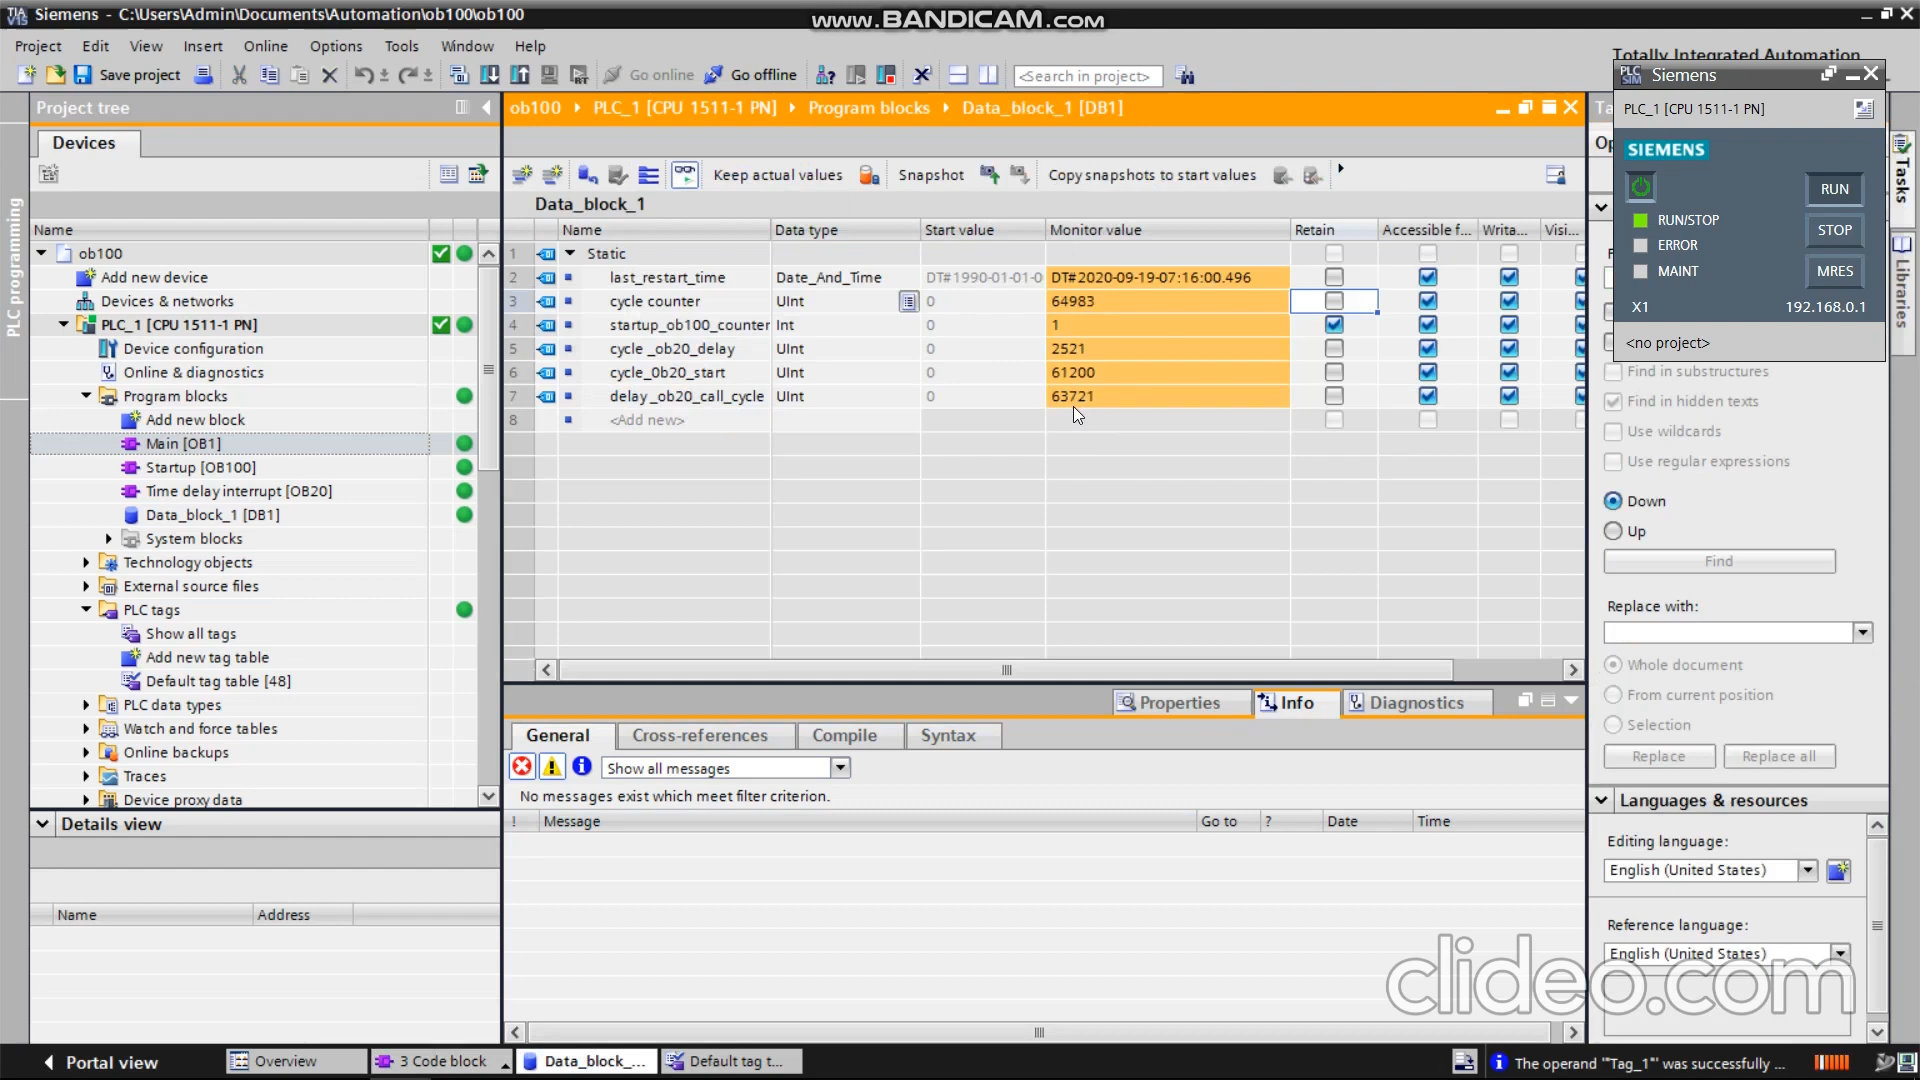 Siemens - C:\Users\Admin\Documents\Automation\ob100\ob100
www.BANDICAM.com
Project Edit View Insert Online Options Tools Window Help
Totally Integrated Automation
Save project
Go online
Go offline
<Search in project>
Siemens
PLC_1 [CPU 1511-1 PN]
SIEMENS
RUN
RUN/STOP
STOP
ERROR
MAINT
MRES
X1 192.168.0.1
<no project>
Project tree
Devices
PLC programming
Name
ob100
Add new device
Devices & networks
PLC_1 [CPU 1511-1 PN]
Device configuration
Online & diagnostics
Program blocks
Add new block
Main [OB1]
Startup [OB100]
Time delay interrupt [OB20]
Data_block_1 [DB1]
System blocks
Technology objects
External source files
PLC tags
Show all tags
Add new tag table
Default tag table [48]
PLC data types
Watch and force tables
Online backups
Traces
Device proxy data
Details view
Name Address
ob100 PLC_1 [CPU 1511-1 PN] Program blocks Data_block_1 [DB1]
Keep actual values Snapshot Copy snapshots to start values
Data_block_1
Name Data type Start value Monitor value Retain Accessible f... Writa... Visi...
1 Static
2 last_restart_time Date_And_Time DT#1990-01-01-0 DT#2020-09-19-07:16:00.496
3 cycle counter UInt 0 64983
4 startup_ob100_counter Int 0 1
5 cycle _ob20_delay UInt 0 2521
6 cycle_0b20_start UInt 0 61200
7 delay _ob20_call_cycle UInt 0 63721
8 <Add new>
Properties Info Diagnostics
General Cross-references Compile Syntax
Show all messages
No messages exist which meet filter criterion.
! Message Go to ? Date Time
Tasks
Libraries
Find in substructures
Find in hidden texts
Use wildcards
Use regular expressions
Down
Up
Find
Replace with:
Whole document
From current position
Selection
Replace Replace all
Languages & resources
Editing language:
English (United States)
Reference language:
English (United States)
clideo.com
Portal view
Overview
3 Code block
Data_block_...
Default tag t...
The operand '"Tag_1"' was successfully ...